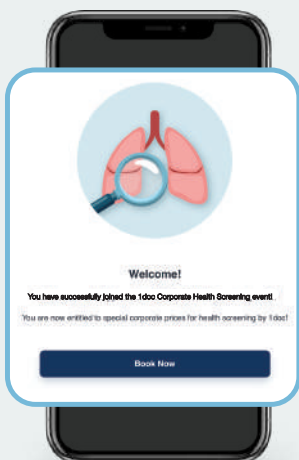 Welcome!
You have successfully joined the 1doc Corporate Health Screening event!
You are now entitled to special corporate prices for health screening by 1doc!
Book Now